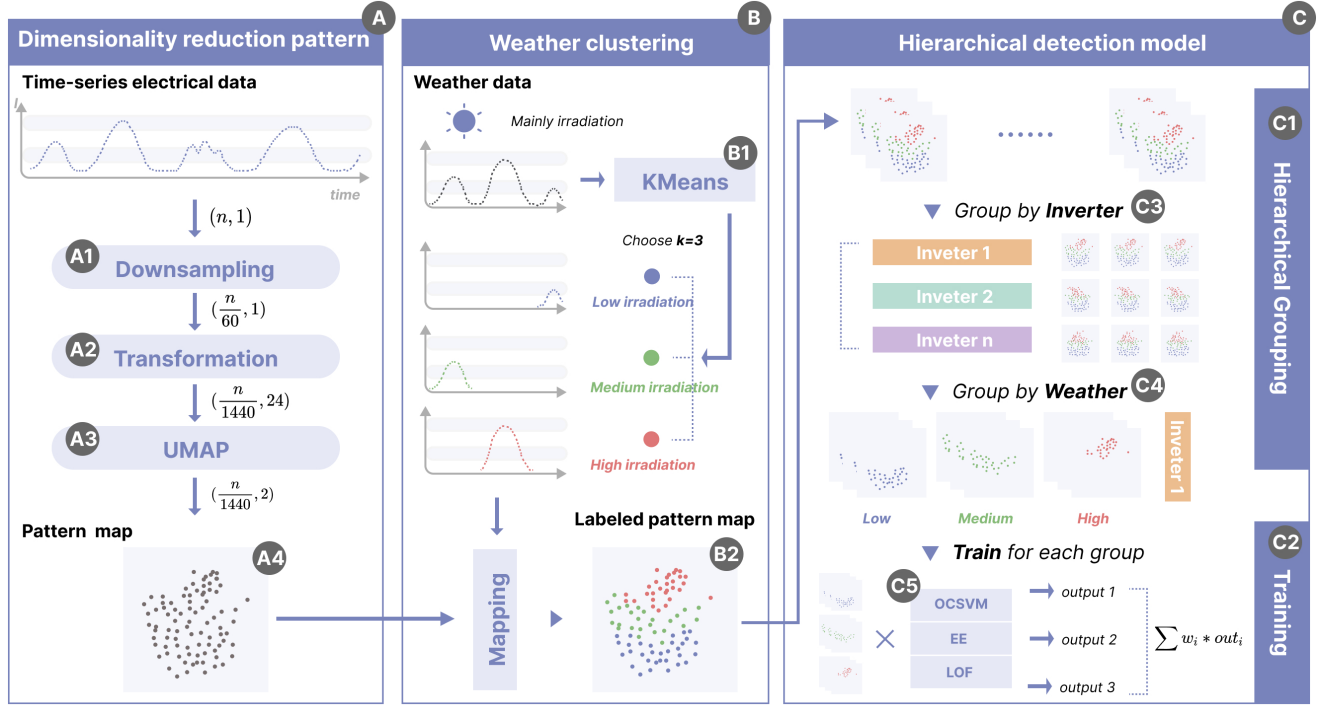 A
Dimensionality reduction pattern
Time-series electrical data
I
time
(n, 1)
A1
Downsampling
(n/60, 1)
A2
Transformation
(n/1440, 24)
A3
UMAP
(n/1440, 2)
Pattern map
A4
B
Weather clustering
Weather data
Mainly irradiation
B1
KMeans
Choose k=3
Low irradiation
Medium irradiation
High irradiation
Labeled pattern map
B2
Mapping
C
Hierarchical detection model
C1
Hierarchical Grouping
......
Group by Inverter
C3
Inveter 1
Inveter 2
Inveter n
Group by Weather
C4
Inveter 1
Low
Medium
High
C2
Training
Train for each group
C5
×
OCSVM
EE
LOF
output 1
output 2
output 3
∑ wᵢ * outᵢ